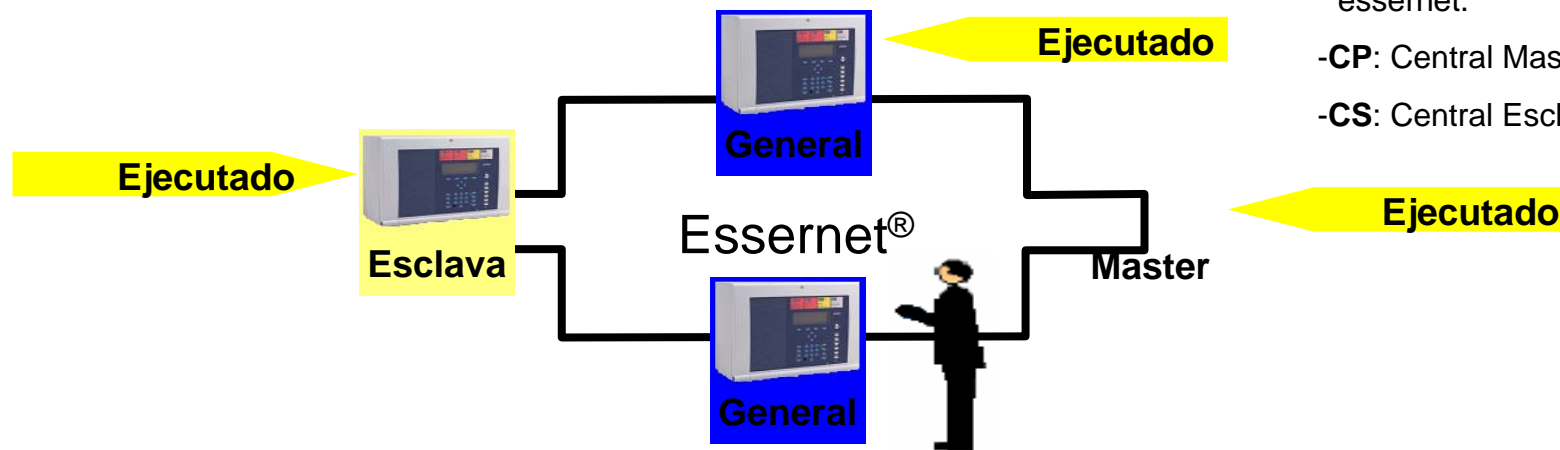 essernet.
Ejecutado
-CP: Central Mas
-CS: Central Escl
General
Ejecutado
Ejecutado
Essernet®
Esclava
Master
General